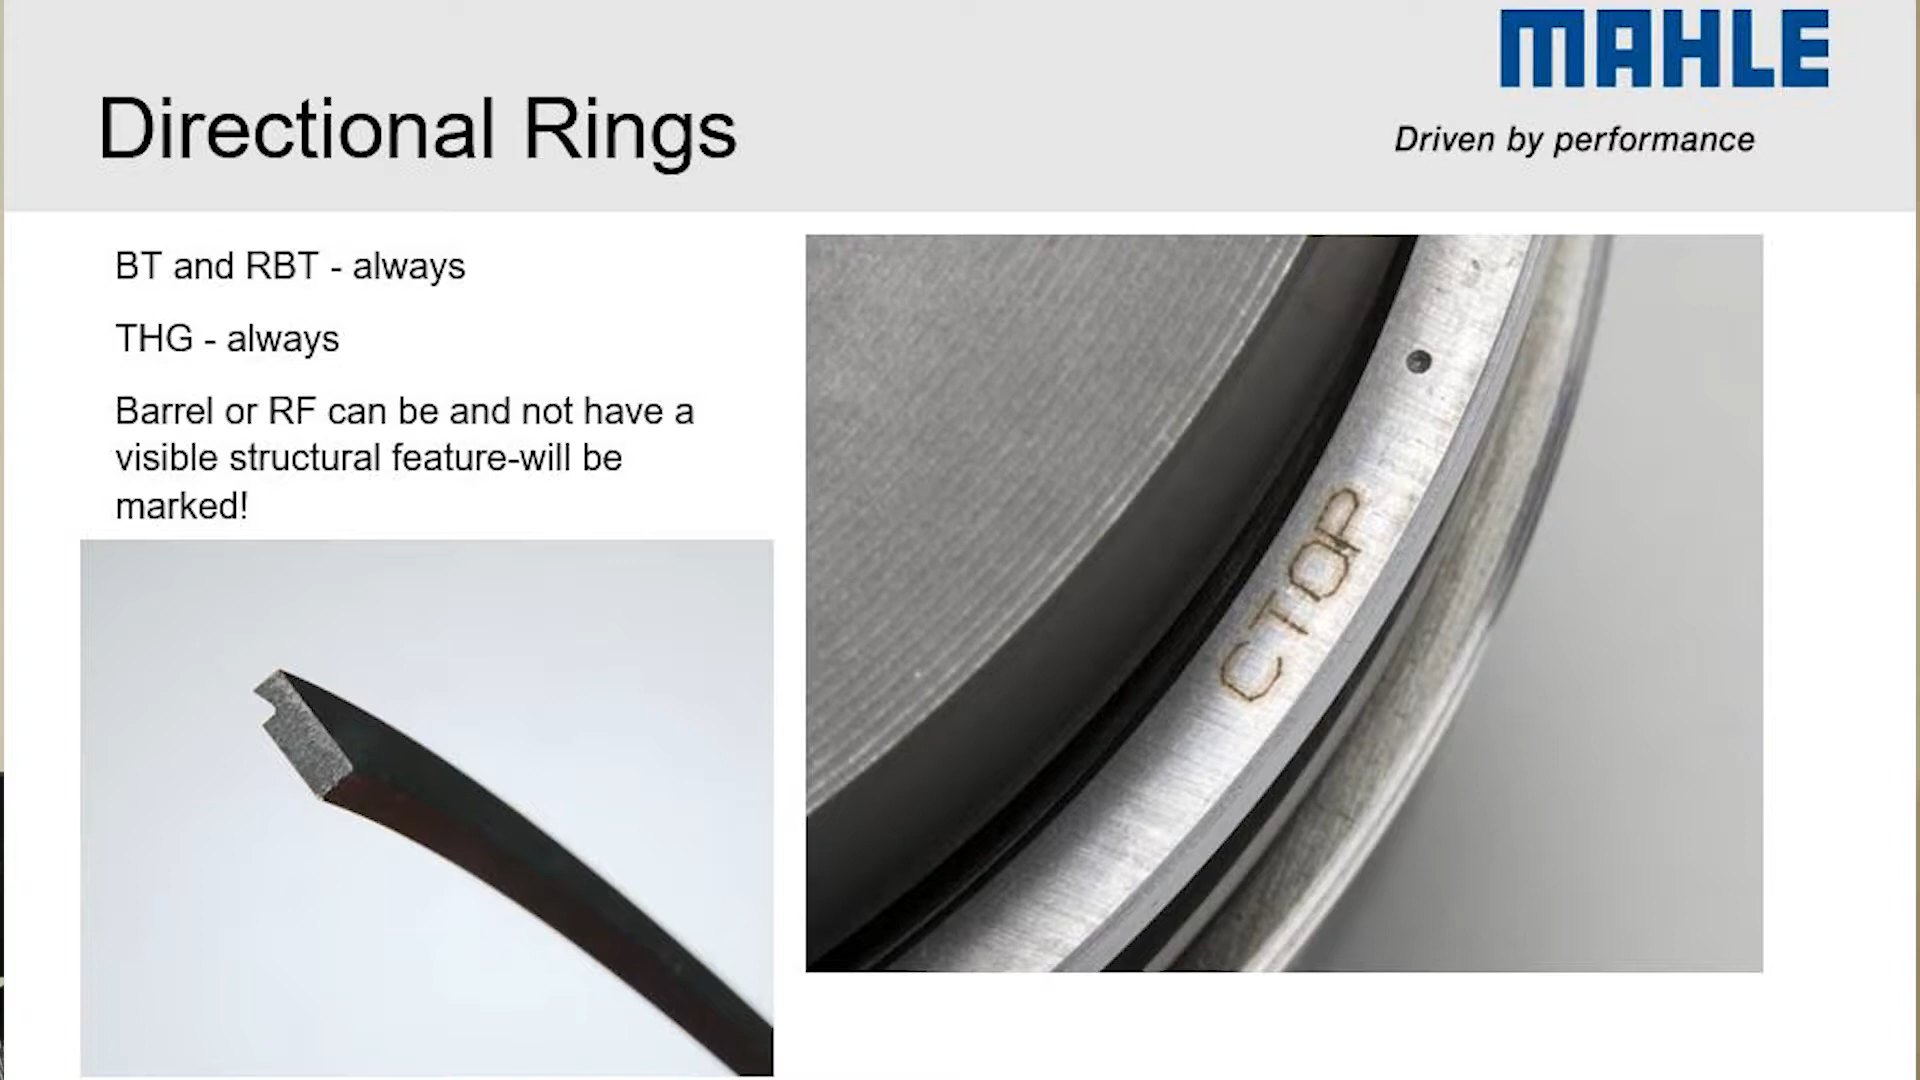 MAHLE
Driven by performance
Directional Rings
BT and RBT - always
THG - always
Barrel or RF can be and not have a
visible structural feature-will be
marked!
CTOP